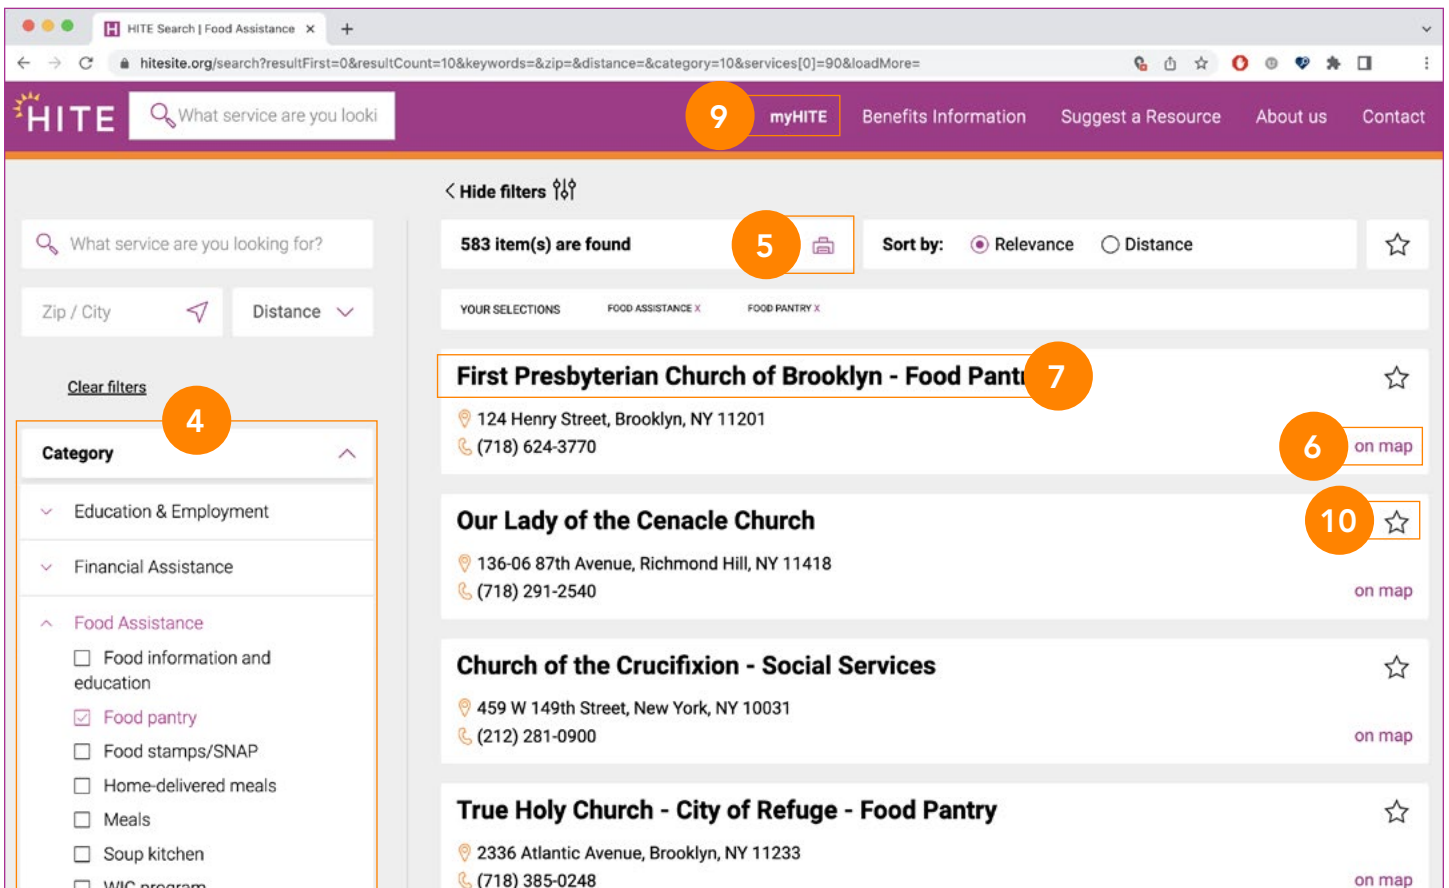 HITE Search | Food Assistance
hitesite.org/search?resultFirst=0&resultCount=10&keywords=&zip=&distance=&category=10&services[0]=90&loadMore=
HITE
What service are you looki
9
myHITE
Benefits Information
Suggest a Resource
About us
Contact
Hide filters
What service are you looking for?
Zip / City
Distance
Clear filters
4
Category
Education & Employment
Financial Assistance
Food Assistance
Food information and
education
Food pantry
Food stamps/SNAP
Home-delivered meals
Meals
Soup kitchen
WIC program
583 item(s) are found
5
Sort by:
Relevance
Distance
YOUR SELECTIONS
FOOD ASSISTANCE X
FOOD PANTRY X
First Presbyterian Church of Brooklyn - Food Pantr
7
124 Henry Street, Brooklyn, NY 11201
(718) 624-3770
6
on map
Our Lady of the Cenacle Church
10
136-06 87th Avenue, Richmond Hill, NY 11418
(718) 291-2540
on map
Church of the Crucifixion - Social Services
459 W 149th Street, New York, NY 10031
(212) 281-0900
on map
True Holy Church - City of Refuge - Food Pantry
2336 Atlantic Avenue, Brooklyn, NY 11233
(718) 385-0248
on map